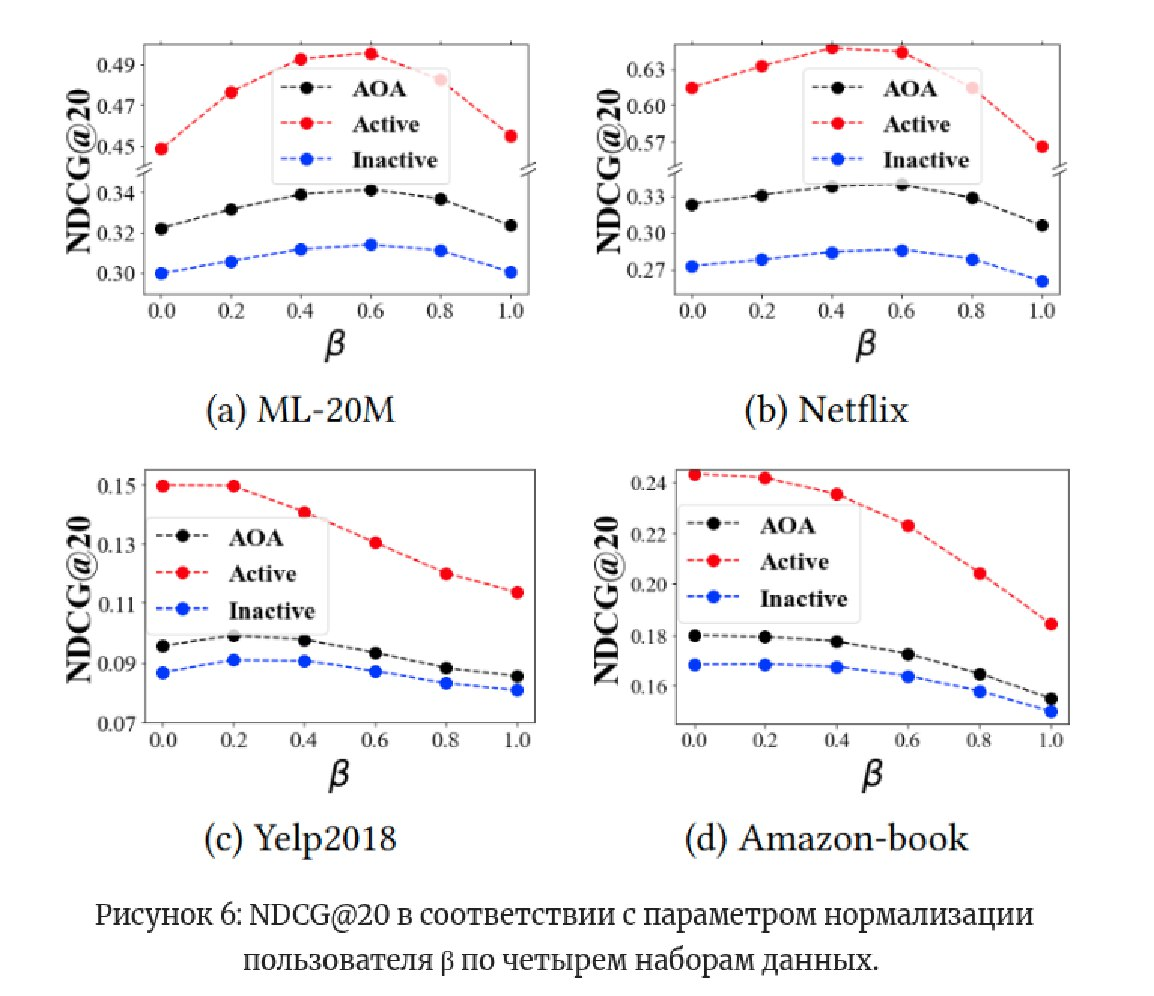 NDCG@20
0.49
0.47
0.45
0.34
0.32
0.30
AOA
Active
Inactive
0.0 0.2 0.4 0.6 0.8 1.0
β
(a) ML-20M
NDCG@20
0.63
0.60
0.57
0.33
0.30
0.27
AOA
Active
Inactive
0.0 0.2 0.4 0.6 0.8 1.0
β
(b) Netflix
NDCG@20
0.15
0.13
0.11
0.09
0.07
AOA
Active
Inactive
0.0 0.2 0.4 0.6 0.8 1.0
β
(c) Yelp2018
NDCG@20
0.24
0.22
0.20
0.18
0.16
AOA
Active
Inactive
0.0 0.2 0.4 0.6 0.8 1.0
β
(d) Amazon-book
Рисунок 6: NDCG@20 в соответствии с параметром нормализации
пользователя β по четырем наборам данных.